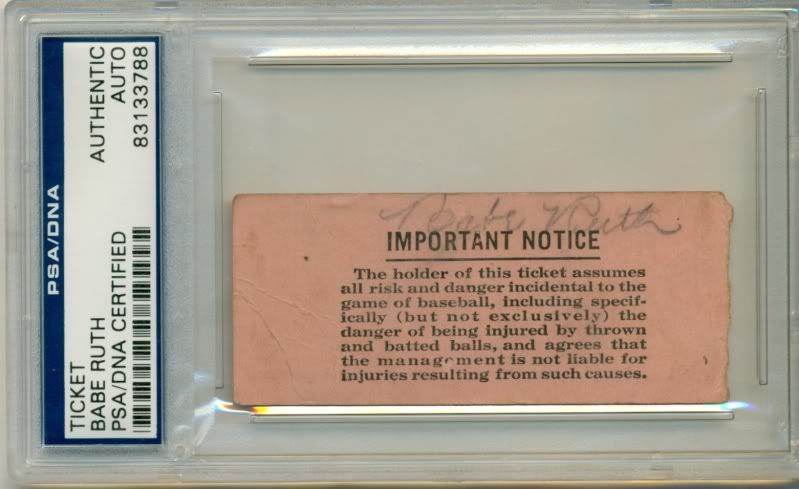 PSA/DNA
TICKET
BABE RUTH
PSA/DNA CERTIFIED
AUTHENTIC
AUTO
83133788
Babe Ruth
IMPORTANT NOTICE
The holder of this ticket assumes
all risk and danger incidental to the
game of baseball, including specif-
ically (but not exclusively) the
danger of being injured by thrown
and batted balls, and agrees that
the management is not liable for
injuries resulting from such causes.